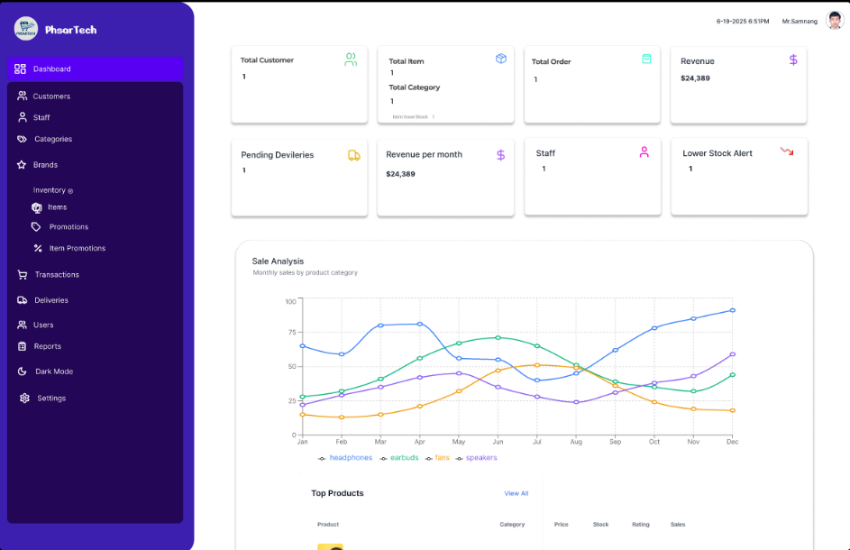 PhsarTech
6-19-2025 6:51PM
Mr.Samnang
Dashboard
Customers
Staff
Categories
Brands
Inventory
Items
Promotions
Item Promotions
Transactions
Deliveries
Users
Reports
Dark Mode
Settings
Total Customer
1
Total Item
1
Total Category
1
Total Order
1
Revenue
$24,389
Pending Devileries
1
Revenue per month
$24,389
Staff
1
Lower Stock Alert
1
Sale Analysis
Monthly sales by product category
100
75
50
25
0
Jan Feb Mar Apr May Jun Jul Aug Sep Oct Nov Dec
headphones earbuds fans speakers
Top Products
View All
Product Category Price Stock Rating Sales